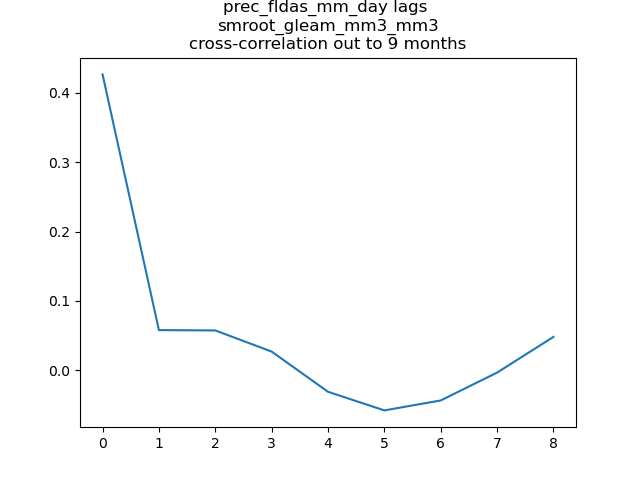 prec_fldas_mm_day lags
smroot_gleam_mm3_mm3
cross-correlation out to 9 months
0.4
0.3
0.2
0.1
0.0
0 1 2 3 4 5 6 7 8